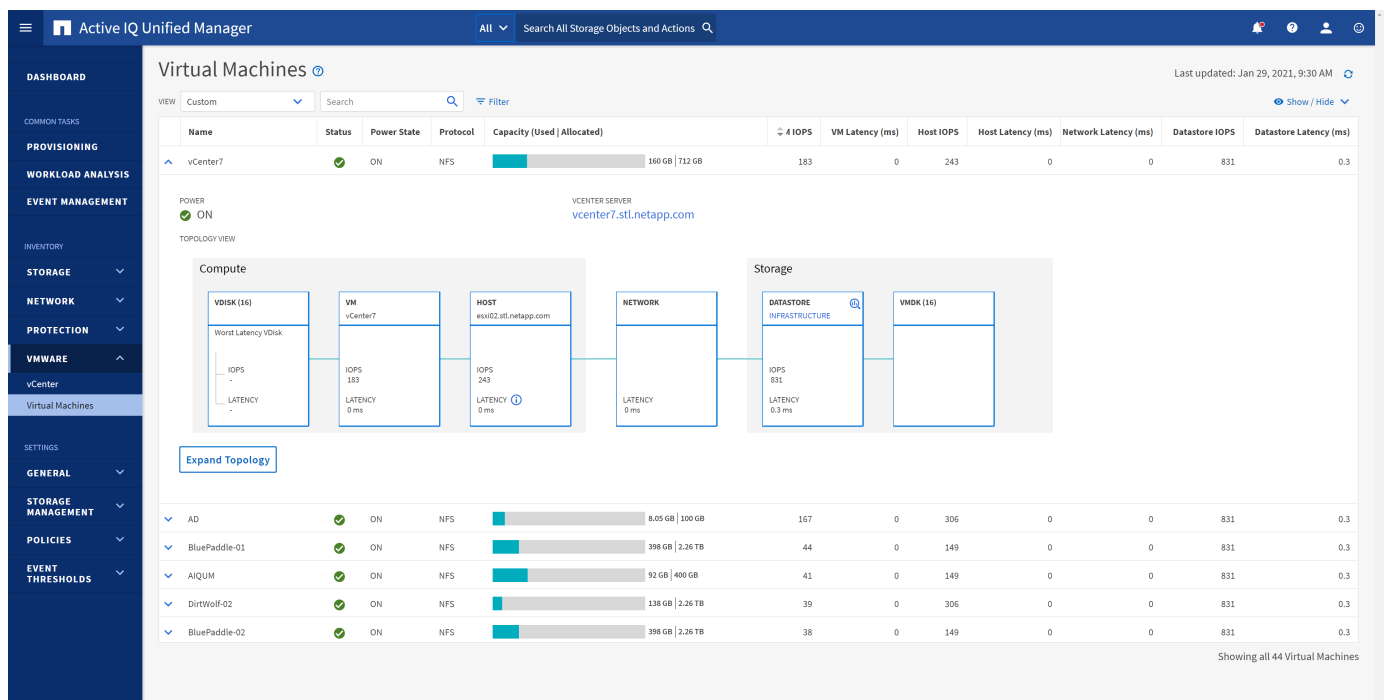 Active IQ Unified Manager
All
Search All Storage Objects and Actions
DASHBOARD
COMMON TASKS
PROVISIONING
WORKLOAD ANALYSIS
EVENT MANAGEMENT
INVENTORY
STORAGE
NETWORK
PROTECTION
VMWARE
vCenter
Virtual Machines
SETTINGS
GENERAL
STORAGE
MANAGEMENT
POLICIES
EVENT
THRESHOLDS
Virtual Machines
Last updated: Jan 29, 2021, 9:30 AM
VIEW Custom Search Filter Show / Hide
Name Status Power State Protocol Capacity (Used | Allocated) IOPS VM Latency (ms) Host IOPS Host Latency (ms) Network Latency (ms) Datastore IOPS Datastore Latency (ms)
vCenter7 ON NFS 160 GB | 712 GB 183 0 243 0 0 831 0.3
POWER
ON
VCENTER SERVER
vcenter7.stl.netapp.com
TOPOLOGY VIEW
Compute
VDISK (16)
Worst Latency VDisk
IOPS
-
LATENCY
-
VM
vCenter7
IOPS
183
LATENCY
0 ms
HOST
esxi02.stl.netapp.com
IOPS
243
LATENCY
0 ms
NETWORK
LATENCY
0 ms
Storage
DATASTORE
INFRASTRUCTURE
IOPS
831
LATENCY
0.3 ms
VMDK (16)
Expand Topology
AD ON NFS 8.05 GB | 100 GB 167 0 306 0 0 831 0.3
BluePaddle-01 ON NFS 398 GB | 2.26 TB 44 0 149 0 0 831 0.3
AIQUM ON NFS 92 GB | 400 GB 41 0 149 0 0 831 0.3
DirtWolf-02 ON NFS 138 GB | 2.26 TB 39 0 306 0 0 831 0.3
BluePaddle-02 ON NFS 398 GB | 2.26 TB 38 0 149 0 0 831 0.3
Showing all 44 Virtual Machines